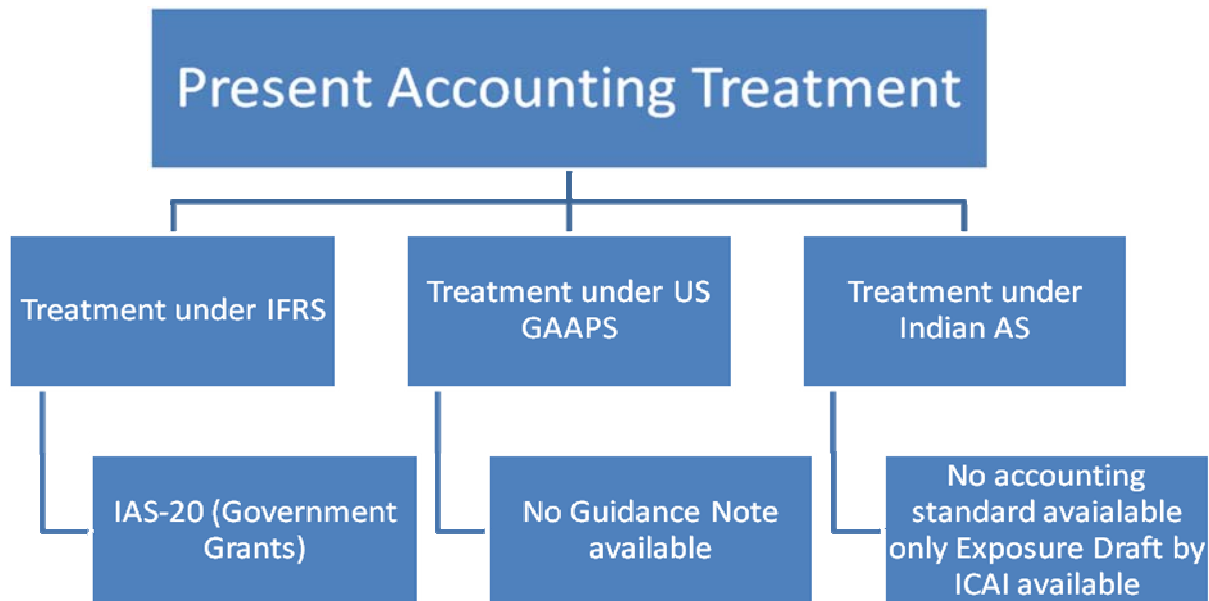 Present Accounting Treatment
Treatment under IFRS
Treatment under US
GAAPS
Treatment under
Indian AS
IAS-20 (Government
Grants)
No Guidance Note
available
No accounting
standard avaialable
only Exposure Draft by
ICAI available